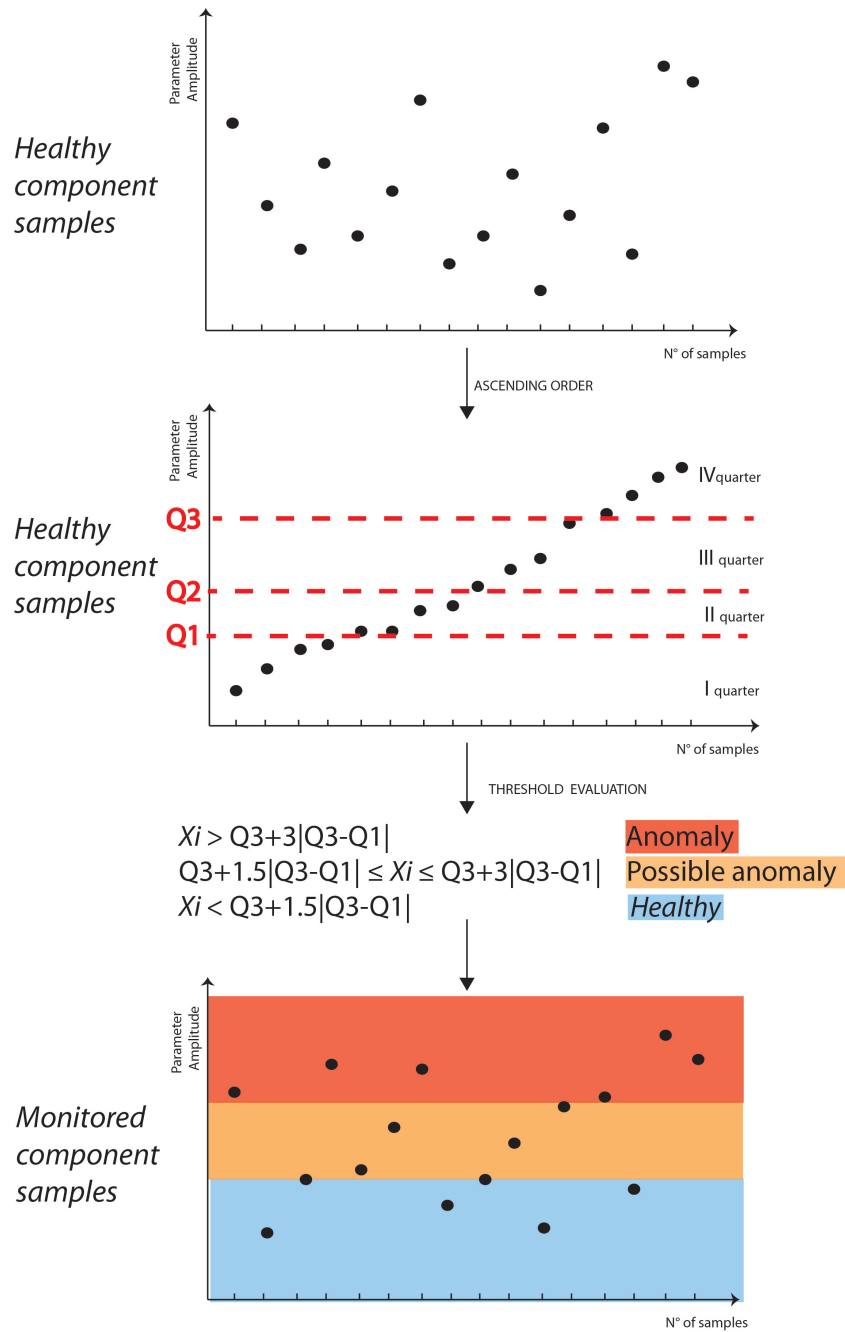 Parameter
Amplitude
Healthy
component
samples
N° of samples
ASCENDING ORDER
Parameter
Amplitude
IV quarter
Q3
Healthy
component
samples
III quarter
Q2
II quarter
Q1
I quarter
N° of samples
THRESHOLD EVALUATION
Xi > Q3+3|Q3-Q1| Anomaly
Q3+1.5|Q3-Q1| ≤ Xi ≤ Q3+3|Q3-Q1| Possible anomaly
Xi < Q3+1.5|Q3-Q1| Healthy
Parameter
Amplitude
Monitored
component
samples
N° of samples